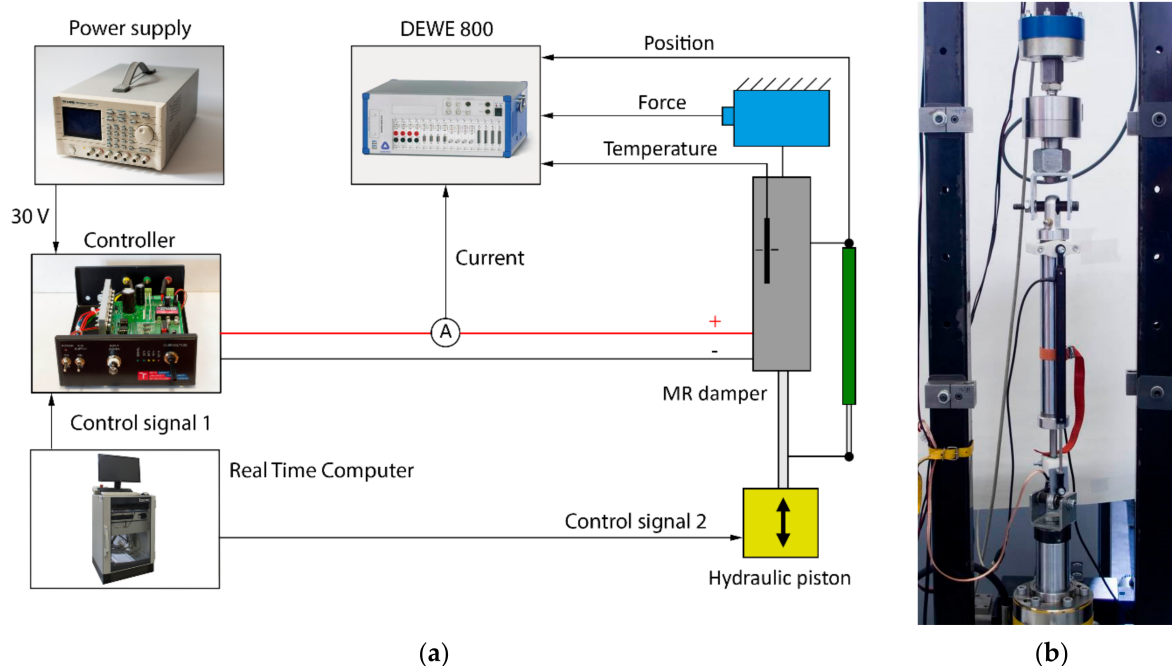 Power supply
DEWE 800
Position
Force
Temperature
30 V
Controller
Current
A
+
-
MR damper
Control signal 1
Real Time Computer
Control signal 2
Hydraulic piston
(a)
(b)